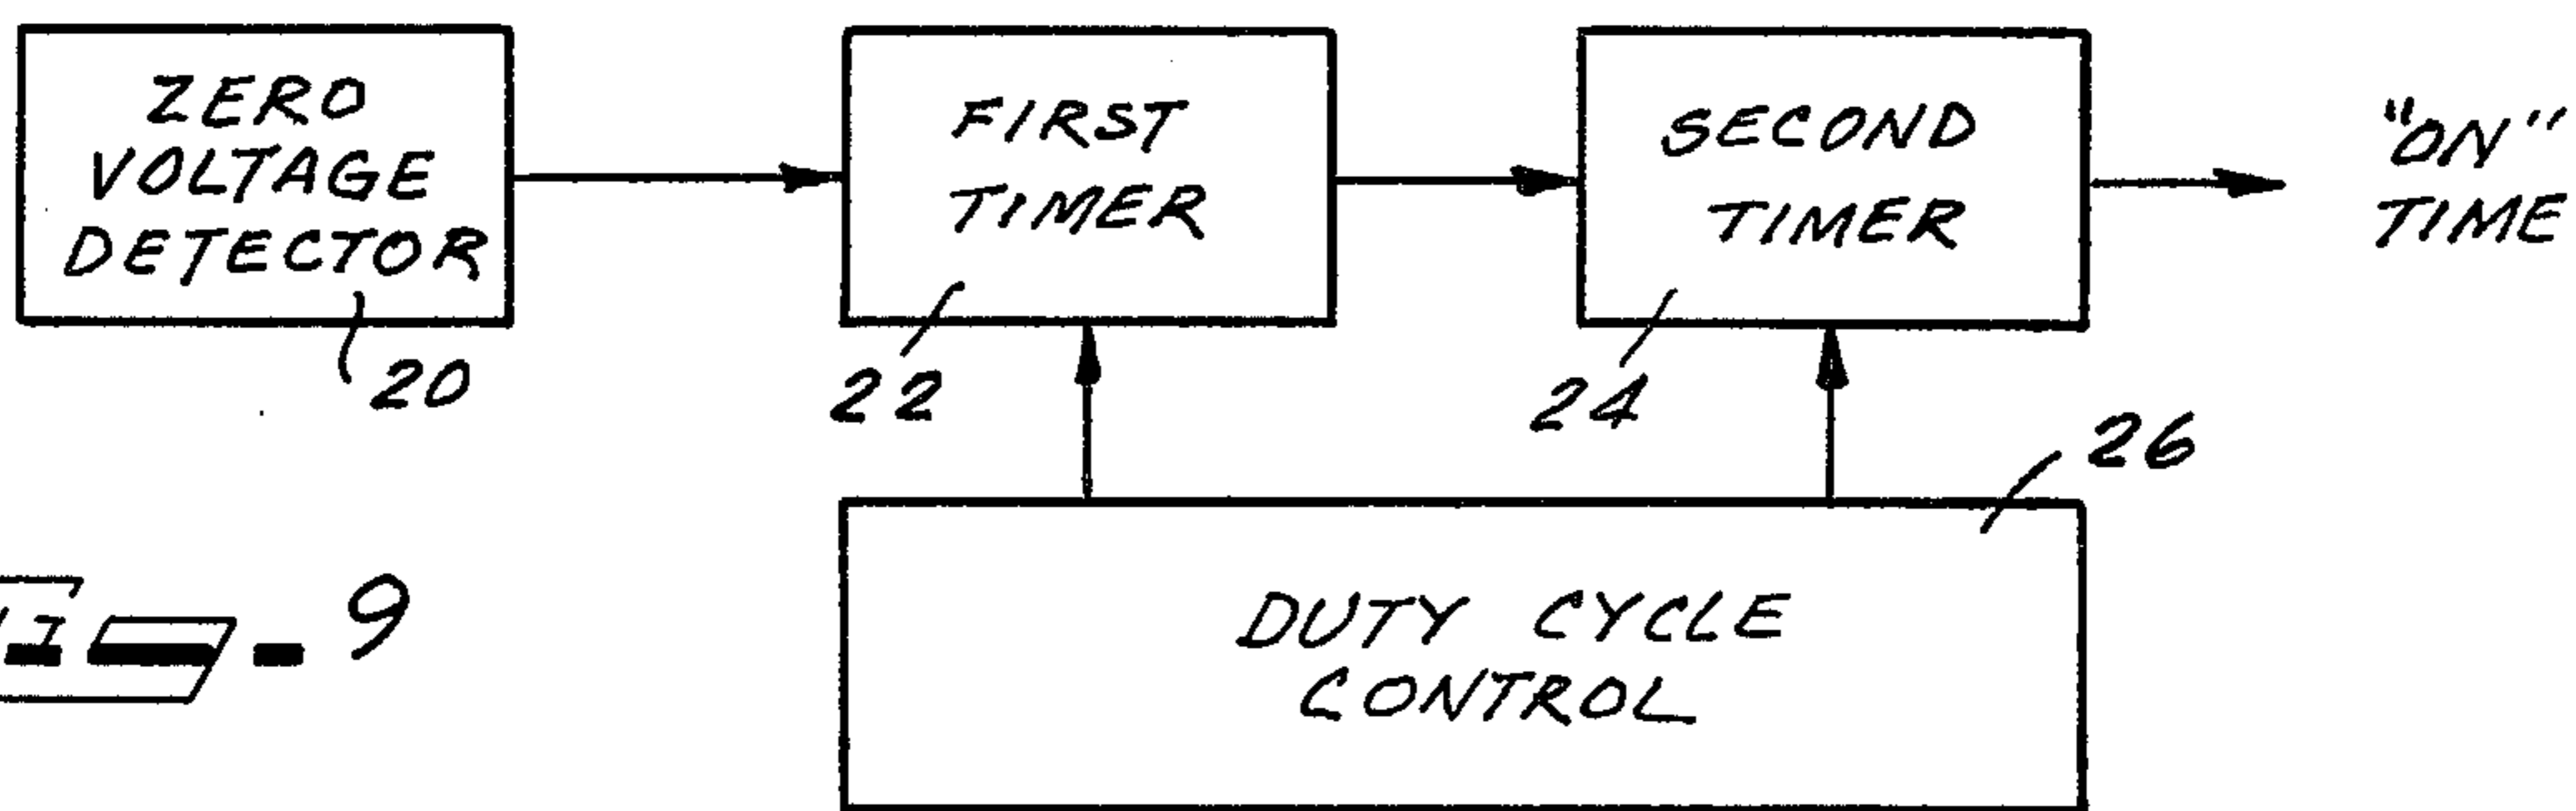 ZERO
VOLTAGE
DETECTOR
20
FIRST
TIMER
22
SECOND
TIMER
24
"ON"
TIME
26
DUTY CYCLE
CONTROL
9